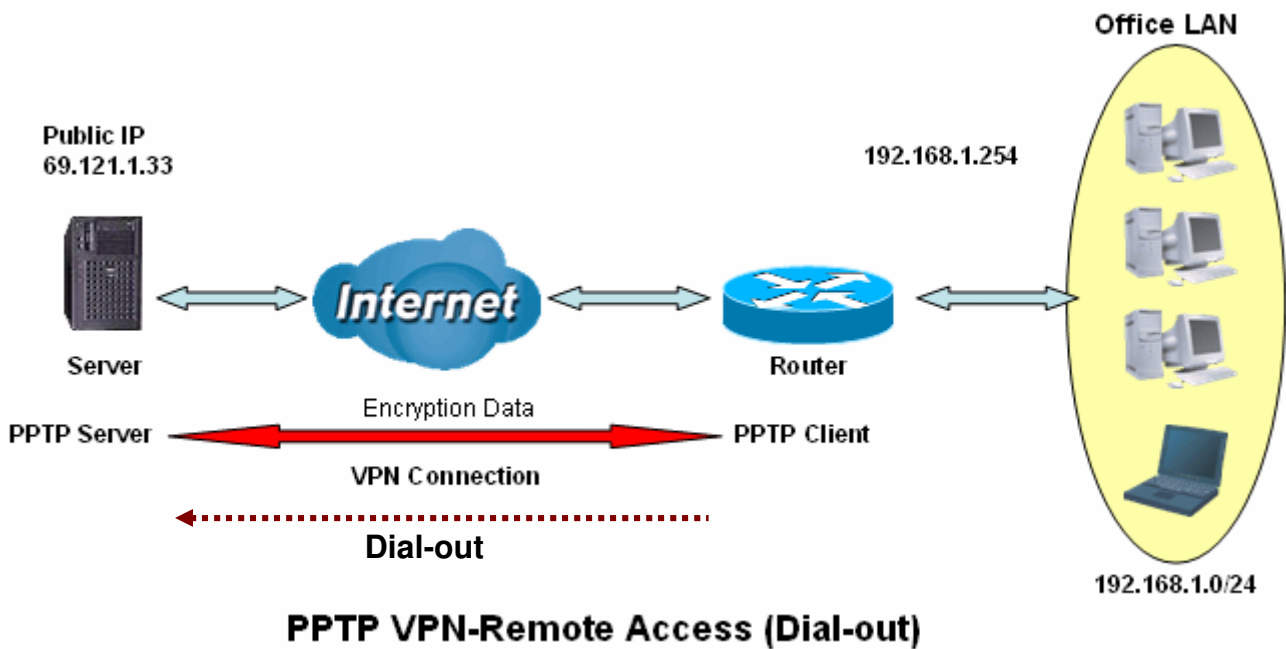 Office LAN
Public IP
69.121.1.33
192.168.1.254
Internet
Server
Router
Encryption Data
PPTP Server
PPTP Client
VPN Connection
Dial-out
192.168.1.0/24
PPTP VPN-Remote Access (Dial-out)